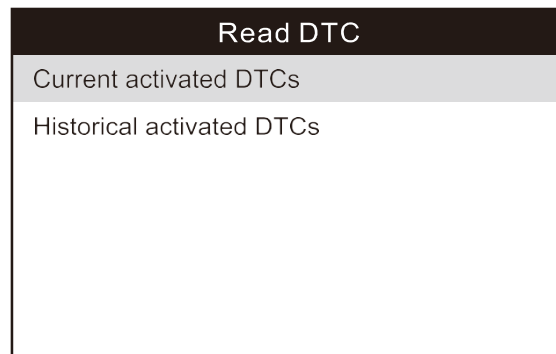 Read DTC
Current activated DTCs
Historical activated DTCs